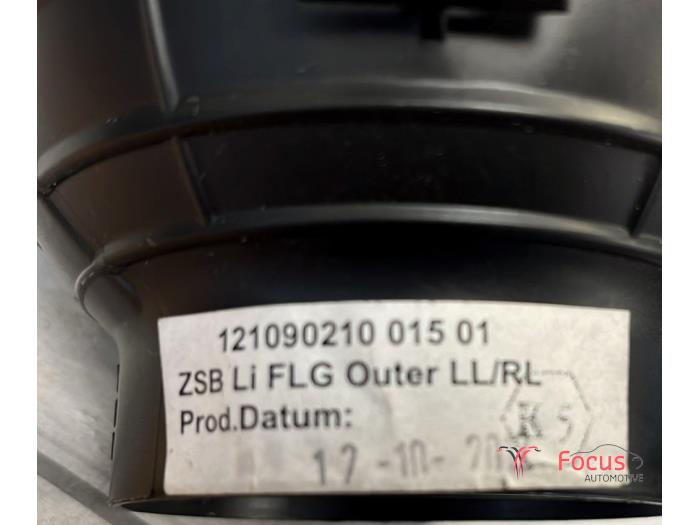 121090210 015 01
ZSB Li FLG Outer LL/RL
Prod.Datum:
K 5
Focus
AUTOMOTIVE